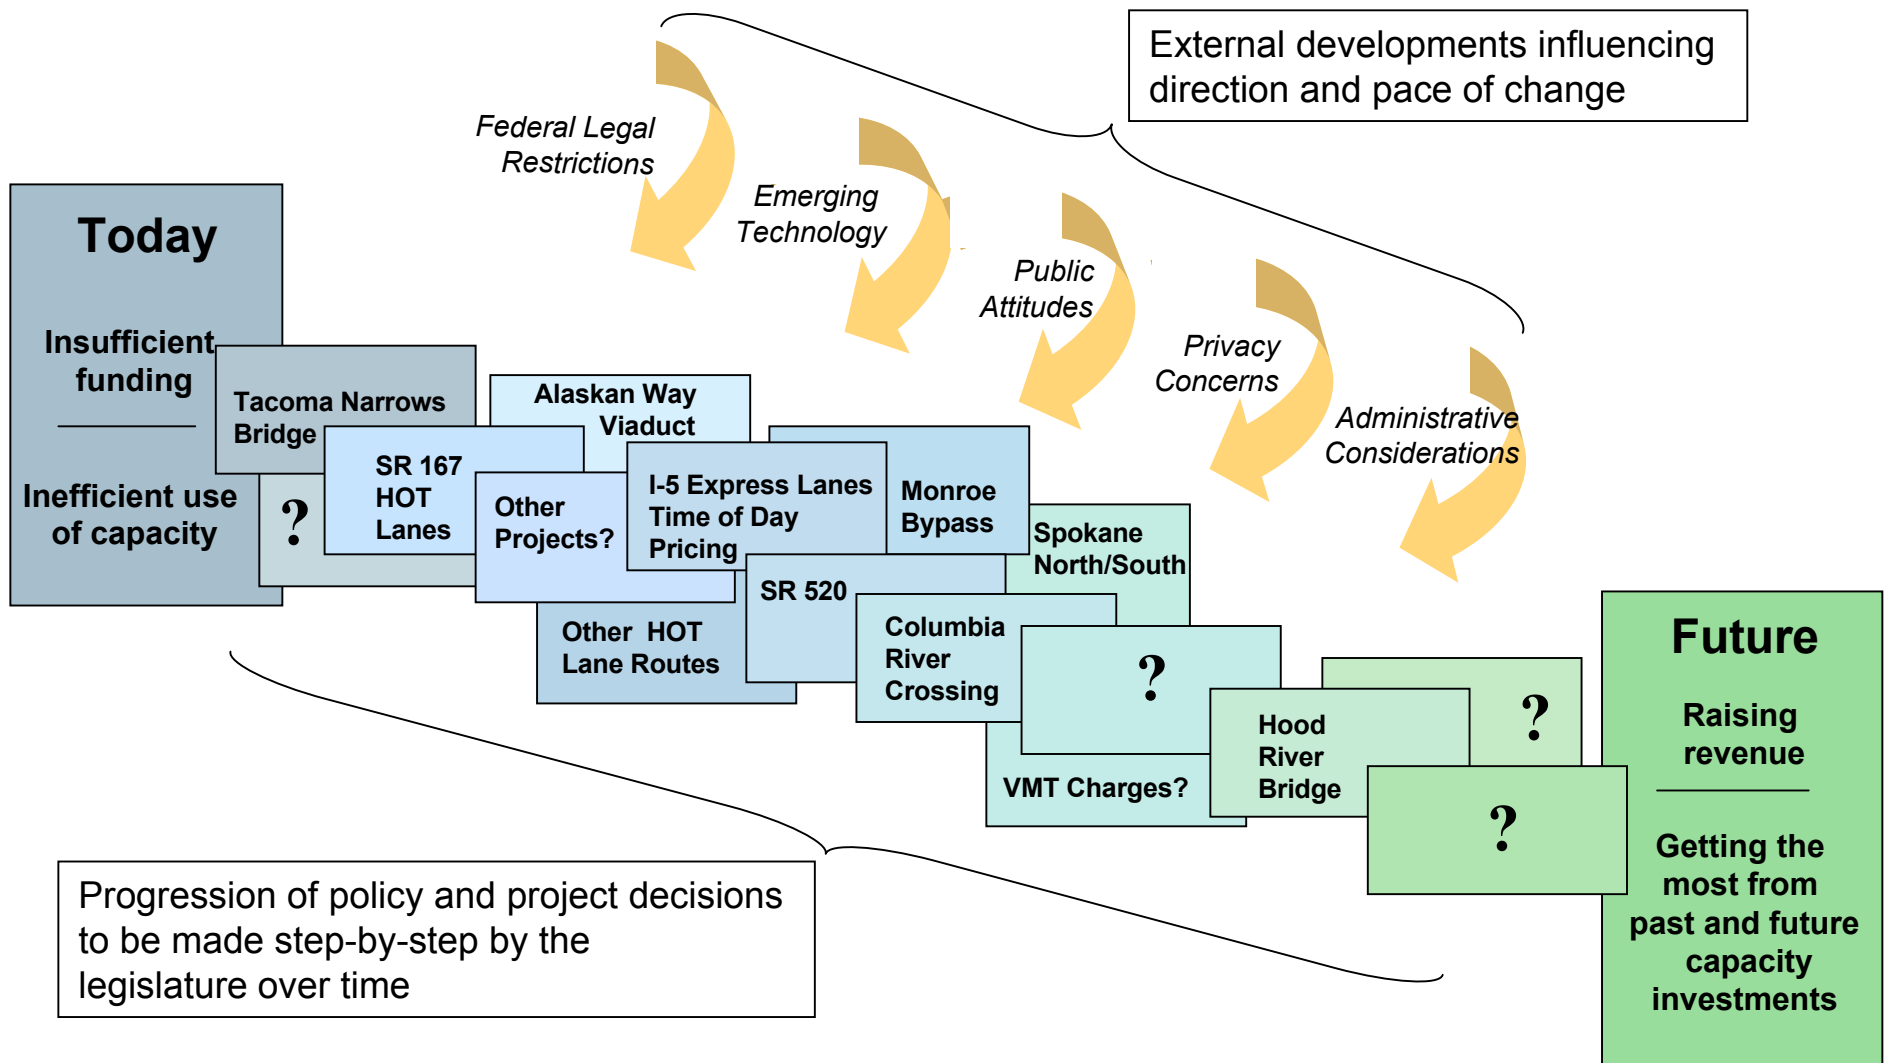 External developments influencing
direction and pace of change
Federal Legal
Restrictions
Emerging
Technology
Public
Attitudes
Privacy
Concerns
Administrative
Considerations
Today
Insufficient
funding
Inefficient use
of capacity
Tacoma Narrows
Bridge
?
SR 167
HOT
Lanes
Alaskan Way
Viaduct
Other
Projects?
I-5 Express Lanes
Time of Day
Pricing
Monroe
Bypass
Other HOT
Lane Routes
SR 520
Spokane
North/South
Columbia
River
Crossing
?
VMT Charges?
Hood
River
Bridge
?
?
Future
Raising
revenue
Getting the
most from
past and future
capacity
investments
Progression of policy and project decisions
to be made step-by-step by the
legislature over time